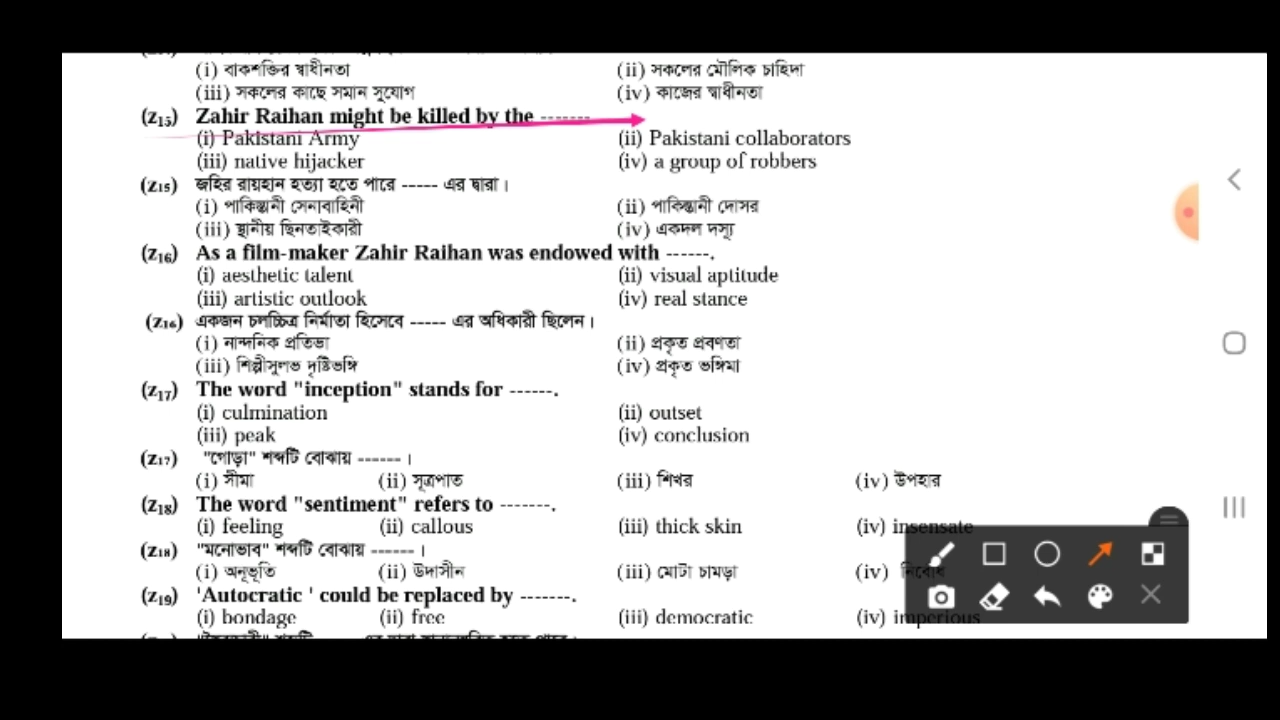 (i) বাকশক্তির স্বাধীনতা (ii) সকলের মৌলিক চাহিদা
(iii) সকলের কাছে সমান সুযোগ (iv) কাজের স্বাধীনতা
(z15) Zahir Raihan might be killed by the -------
(i) Pakistani Army (ii) Pakistani collaborators
(iii) native hijacker (iv) a group of robbers
(z15) জহির রায়হান হত্যা হতে পারে ----- এর দ্বারা।
(i) পাকিস্তানী সেনাবাহিনী (ii) পাকিস্তানী দোসর
(iii) স্থানীয় ছিনতাইকারী (iv) একদল দস্যু
(z16) As a film-maker Zahir Raihan was endowed with ------.
(i) aesthetic talent (ii) visual aptitude
(iii) artistic outlook (iv) real stance
(z16) একজন চলচ্চিত্র নির্মাতা হিসেবে ----- এর অধিকারী ছিলেন।
(i) নান্দনিক প্রতিভা (ii) প্রকৃত প্রবণতা
(iii) শিল্পীসুলভ দৃষ্টিভঙ্গি (iv) প্রকৃত ভঙ্গিমা
(z17) The word "inception" stands for ------.
(i) culmination (ii) outset
(iii) peak (iv) conclusion
(z17) "গোড়া" শব্দটি বোঝায় ------।
(i) সীমা (ii) সূত্রপাত (iii) শিখর (iv) উপহার
(z18) The word "sentiment" refers to -------.
(i) feeling (ii) callous (iii) thick skin (iv) insensate
(z18) "মনোভাব" শব্দটি বোঝায় ------।
(i) অনূভূতি (ii) উদাসীন (iii) মোটা চামড়া (iv) নির্বোধ
(z19) 'Autocratic ' could be replaced by -------.
(i) bondage (ii) free (iii) democratic (iv) imperious